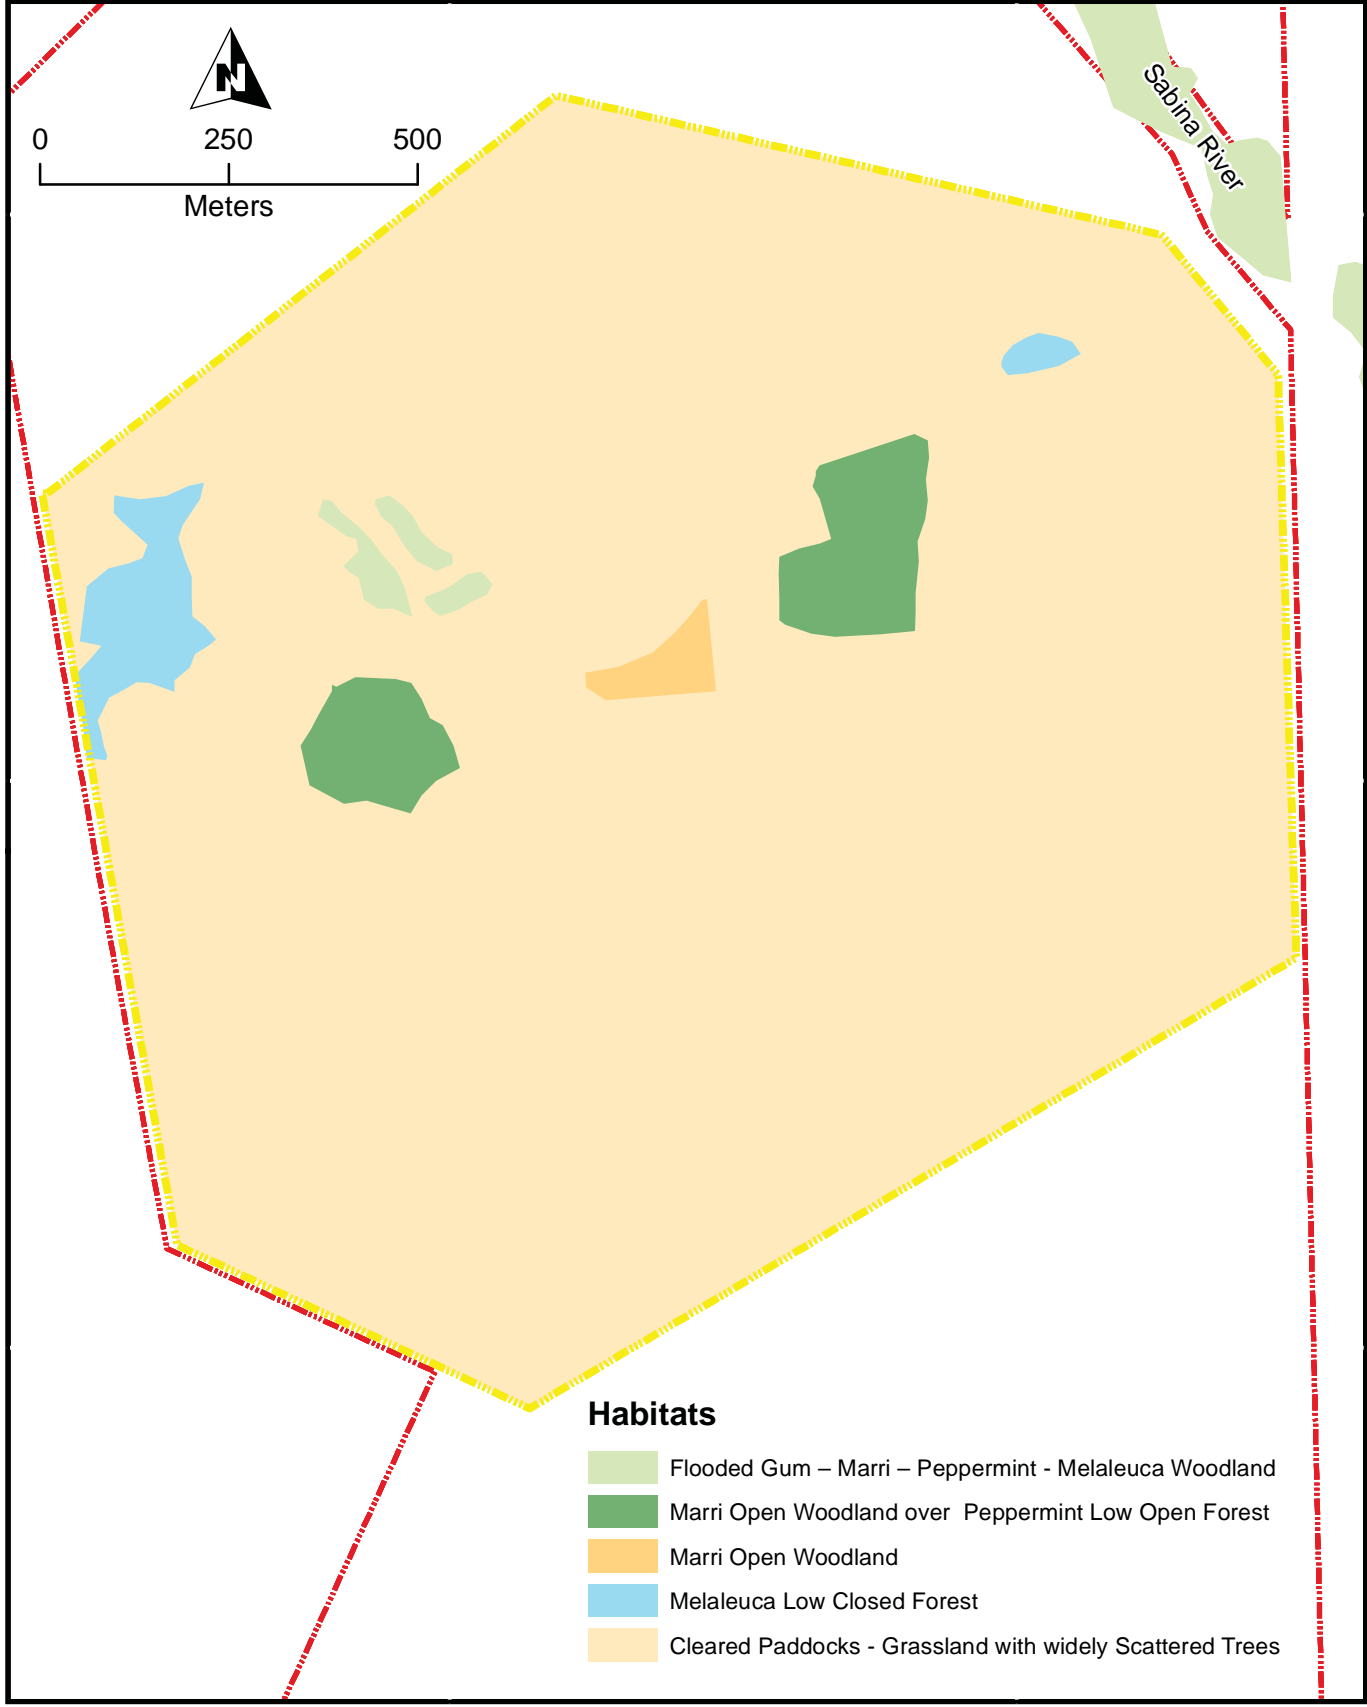 N
0 250 500
Meters
Sabina River
Habitats
Flooded Gum – Marri – Peppermint - Melaleuca Woodland
Marri Open Woodland over  Peppermint Low Open Forest
Marri Open Woodland
Melaleuca Low Closed Forest
Cleared Paddocks - Grassland with widely Scattered Trees